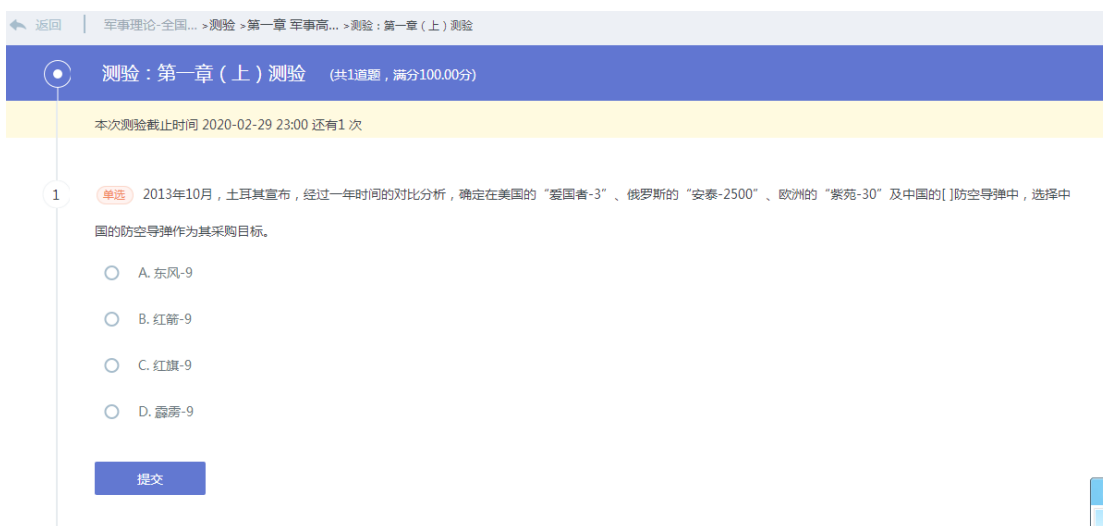 返回 军事理论-全国... >测验 >第一章 军事高... >测验：第一章（上）测验
测验：第一章（上）测验 （共1道题，满分100.00分）
本次测验截止时间 2020-02-29 23:00 还有1 次
1 单选 2013年10月，土耳其宣布，经过一年时间的对比分析，确定在美国的“爱国者-3”、俄罗斯的“安泰-2500”、欧洲的“紫苑-30”及中国的[ ]防空导弹中，选择中
国的防空导弹作为其采购目标。
A. 东风-9
B. 红箭-9
C. 红旗-9
D. 霹雳-9
提交